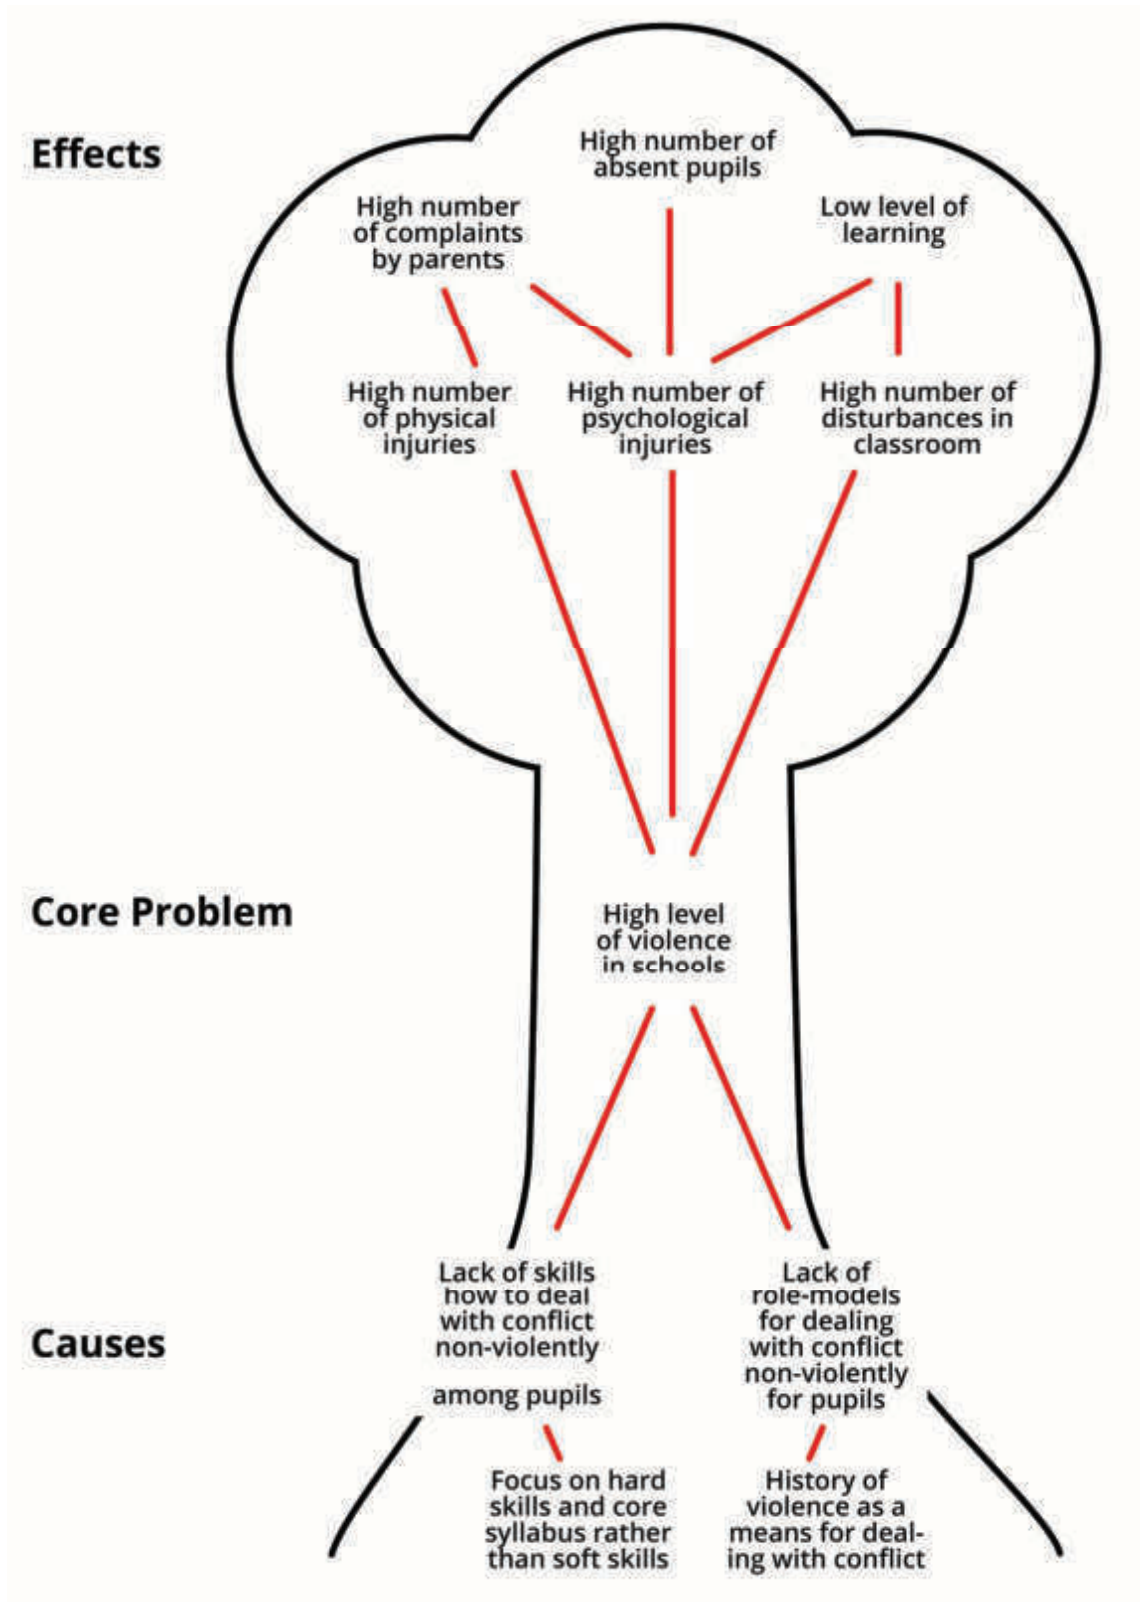 Effects
High number of
absent pupils
High number
of complaints
by parents
Low level of
learning
High number
of physical
injuries
High number of
psychological
injuries
High number of
disturbances in
classroom
Core Problem
High level
of violence
in schools
Causes
Lack of skills
how to deal
with conflict
non-violently
among pupils
Lack of
role-models
for dealing
with conflict
non-violently
for pupils
Focus on hard
skills and core
syllabus rather
than soft skills
History of
violence as a
means for deal-
ing with conflict